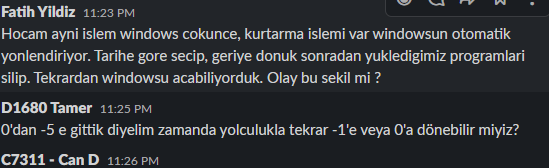 Fatih Yildiz 11:23 PM
Hocam ayni islem windows cokunce, kurtarma islemi var windowsun otomatik
yonlendiriyor. Tarihe gore secip, geriye donuk sonradan yukledigimiz programlari
silip. Tekrardan windowsu acabiliyorduk. Olay bu sekil mi ?
D1680 Tamer 11:25 PM
0'dan -5 e gittik diyelim zamanda yolculukla tekrar -1'e veya 0'a dönebilir miyiz?
C7311 - Can D 11:26 PM